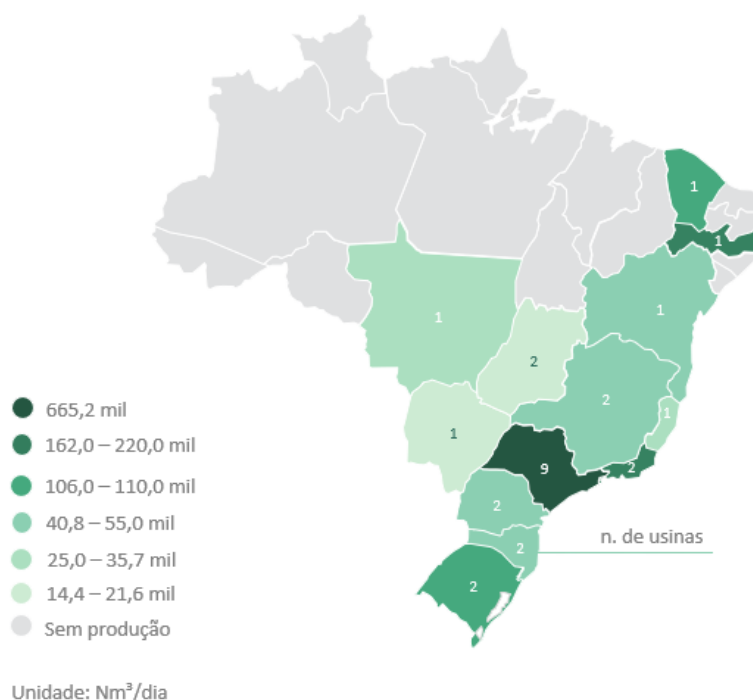 1
1
1
1
2
2
1
1
9
2
2
2
n. de usinas
2
665,2 mil
162,0 – 220,0 mil
106,0 – 110,0 mil
40,8 – 55,0 mil
25,0 – 35,7 mil
14,4 – 21,6 mil
Sem produção
Unidade: Nm³/dia